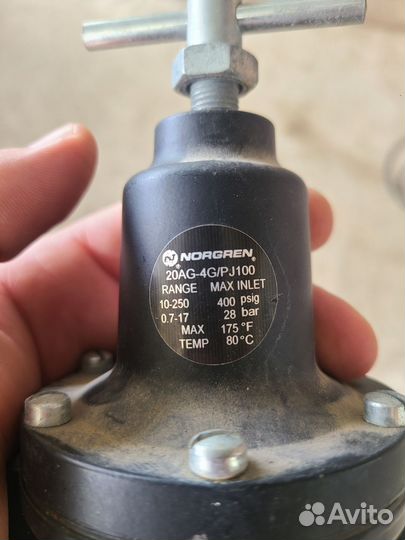 NORGREN
20AG-4G/PJ100
RANGE MAX INLET
10-250 400 psig
0.7-17 28 bar
MAX 175 °F
TEMP 80 °C
Avito